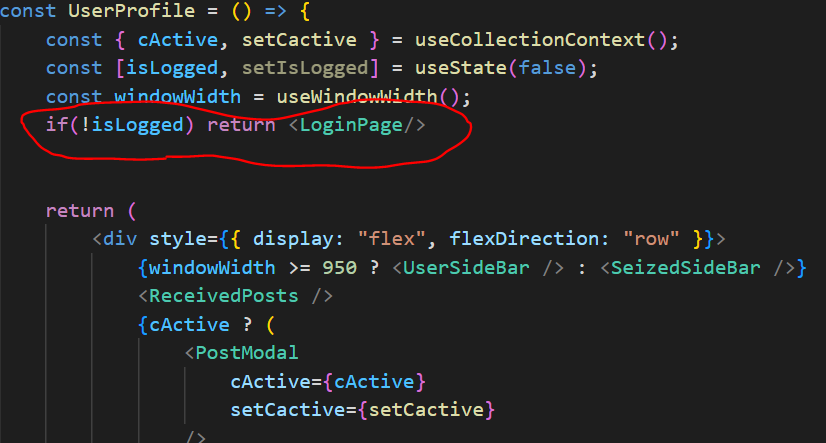 const UserProfile = () => {
const { cActive, setCactive } = useCollectionContext();
const [isLogged, setIsLogged] = useState(false);
const windowWidth = useWindowWidth();
if(!isLogged) return <LoginPage/>
return (
<div style={{ display: "flex", flexDirection: "row" }}>
{windowWidth >= 950 ? <UserSideBar /> : <SeizedSideBar />}
<ReceivedPosts />
{cActive ? (
<PostModal
cActive={cActive}
setCactive={setCactive}
/>